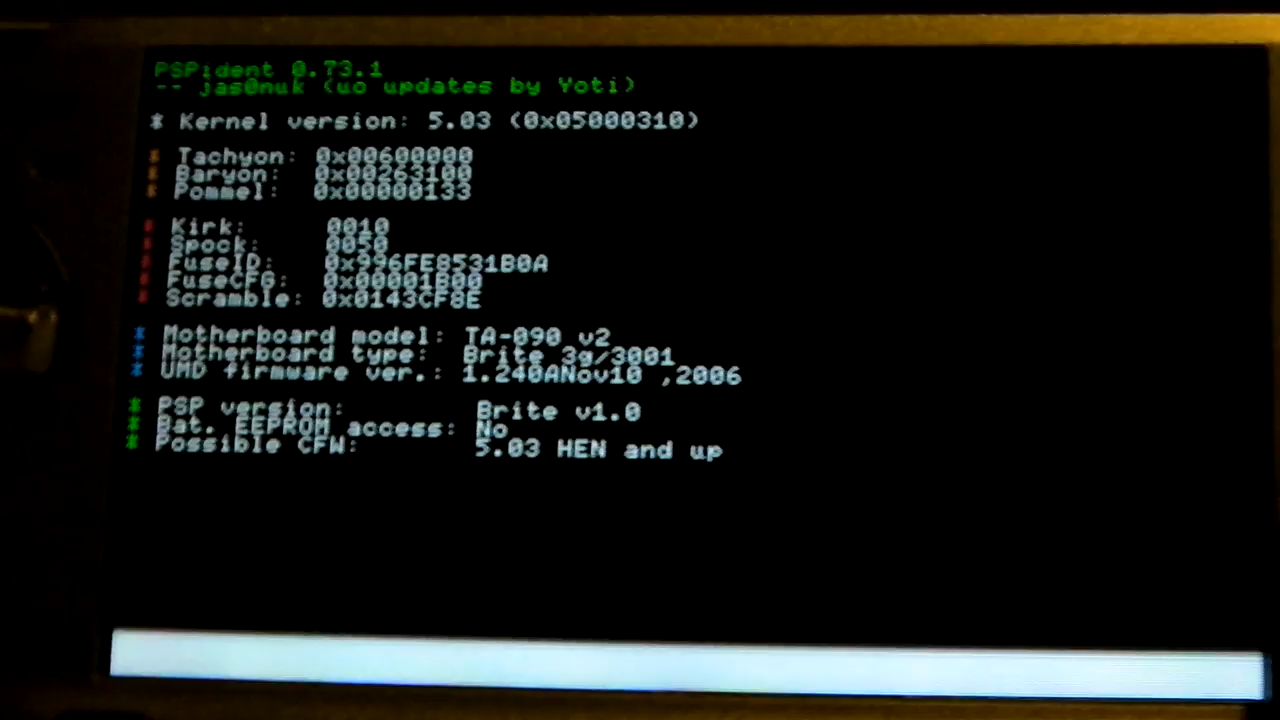 PSPident 0.73.1
-- jas0nuk (uo updates by Yoti)
* Kernel version: 5.03 (0x05000310)
* Tachyon: 0x00600000
* Baryon: 0x00263100
* Pommel: 0x00000133
* Kirk: 0010
* Spock: 0050
* FuseID: 0x996FE8531B0A
* FuseCFG: 0x00001B00
* Scramble: 0x0143CF8E
* Motherboard model: TA-090 v2
* Motherboard type: Brite 3g/3001
* UMD firmware ver.: 1.240ANov10 ,2006
* PSP version: Brite v1.0
* Bat. EEPROM access: No
* Possible CFW: 5.03 HEN and up